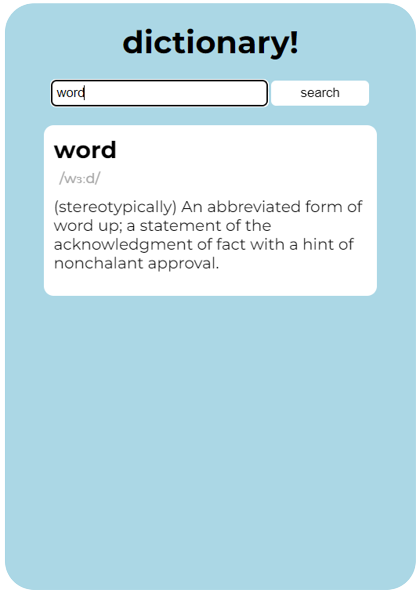 dictionary!
word
search
word
/wɜːd/
(stereotypically) An abbreviated form of
word up; a statement of the
acknowledgment of fact with a hint of
nonchalant approval.